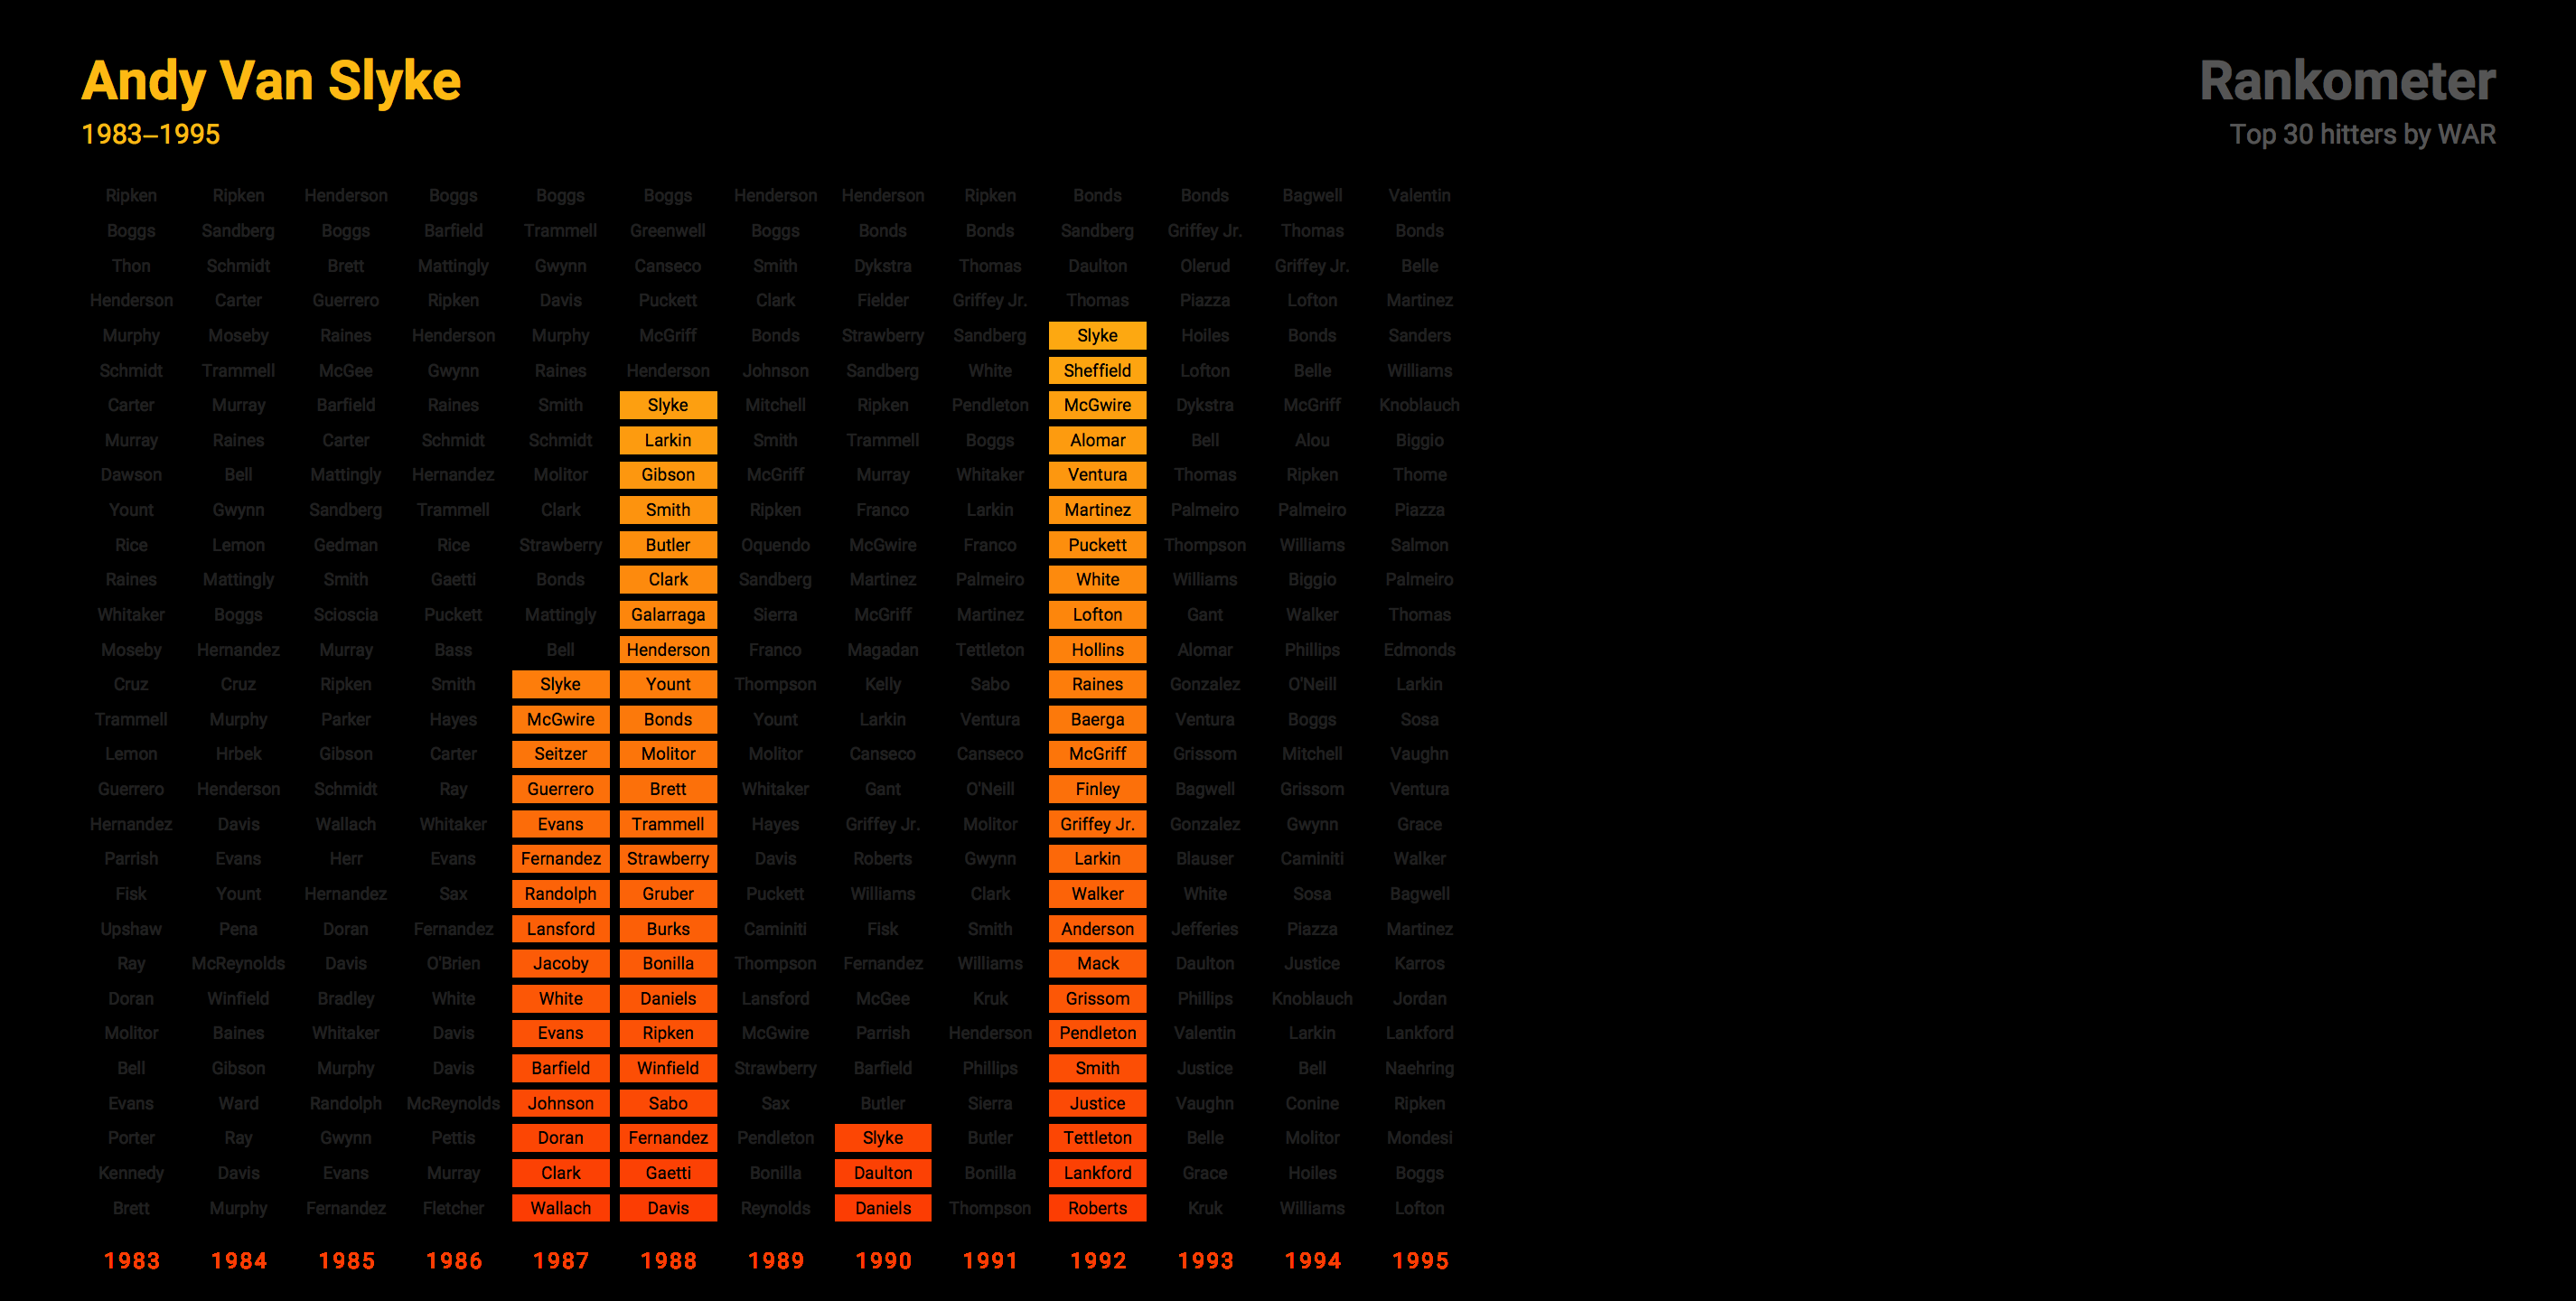 Andy Van Slyke
1983–1995
Rankometer
Top 30 hitters by WAR
Ripken Ripken Henderson Boggs Boggs Boggs Henderson Henderson Ripken Bonds Bonds Bagwell Valentin
Boggs Sandberg Boggs Barfield Trammell Greenwell Boggs Bonds Bonds Sandberg Griffey Jr. Thomas Bonds
Thon Schmidt Brett Mattingly Gwynn Canseco Smith Dykstra Thomas Daulton Olerud Griffey Jr. Belle
Henderson Carter Guerrero Ripken Davis Puckett Clark Fielder Griffey Jr. Thomas Piazza Lofton Martinez
Murphy Moseby Raines Henderson Murphy McGriff Bonds Strawberry Sandberg Slyke Hoiles Bonds Sanders
Schmidt Trammell McGee Gwynn Raines Henderson Johnson Sandberg White Sheffield Lofton Belle Williams
Carter Murray Barfield Raines Smith Slyke Mitchell Ripken Pendleton McGwire Dykstra McGriff Knoblauch
Murray Raines Carter Schmidt Schmidt Larkin Smith Trammell Boggs Alomar Bell Alou Biggio
Dawson Bell Mattingly Hernandez Molitor Gibson McGriff Murray Whitaker Ventura Thomas Ripken Thome
Yount Gwynn Sandberg Trammell Clark Smith Ripken Franco Larkin Martinez Palmeiro Palmeiro Piazza
Rice Lemon Gedman Rice Strawberry Butler Oquendo McGwire Franco Puckett Thompson Williams Salmon
Raines Mattingly Smith Gaetti Bonds Clark Sandberg Martinez Palmeiro White Williams Biggio Palmeiro
Whitaker Boggs Scioscia Puckett Mattingly Galarraga Sierra McGriff Martinez Lofton Gant Walker Thomas
Moseby Hernandez Murray Bass Bell Henderson Franco Magadan Tettleton Hollins Alomar Phillips Edmonds
Cruz Cruz Ripken Smith Slyke Yount Thompson Kelly Sabo Raines Gonzalez O'Neill Larkin
Trammell Murphy Parker Hayes McGwire Bonds Yount Larkin Ventura Baerga Ventura Boggs Sosa
Lemon Hrbek Gibson Carter Seitzer Molitor Molitor Canseco Canseco McGriff Grissom Mitchell Vaughn
Guerrero Henderson Schmidt Ray Guerrero Brett Whitaker Gant O'Neill Finley Bagwell Grissom Ventura
Hernandez Davis Wallach Whitaker Evans Trammell Hayes Griffey Jr. Molitor Griffey Jr. Gonzalez Gwynn Grace
Parrish Evans Herr Evans Fernandez Strawberry Davis Roberts Gwynn Larkin Blauser Caminiti Walker
Fisk Yount Hernandez Sax Randolph Gruber Puckett Williams Clark Walker White Sosa Bagwell
Upshaw Pena Doran Fernandez Lansford Burks Caminiti Fisk Smith Anderson Jefferies Piazza Martinez
Ray McReynolds Davis O'Brien Jacoby Bonilla Thompson Fernandez Williams Mack Daulton Justice Karros
Doran Winfield Bradley White White Daniels Lansford McGee Kruk Grissom Phillips Knoblauch Jordan
Molitor Baines Whitaker Davis Evans Ripken McGwire Parrish Henderson Pendleton Valentin Larkin Lankford
Bell Gibson Murphy Davis Barfield Winfield Strawberry Barfield Phillips Smith Justice Bell Naehring
Evans Ward Randolph McReynolds Johnson Sabo Sax Butler Sierra Justice Vaughn Conine Ripken
Porter Ray Gwynn Pettis Doran Fernandez Pendleton Slyke Butler Tettleton Belle Molitor Mondesi
Kennedy Davis Evans Murray Clark Gaetti Bonilla Daulton Bonilla Lankford Grace Hoiles Boggs
Brett Murphy Fernandez Fletcher Wallach Davis Reynolds Daniels Thompson Roberts Kruk Williams Lofton
1983 1984 1985 1986 1987 1988 1989 1990 1991 1992 1993 1994 1995